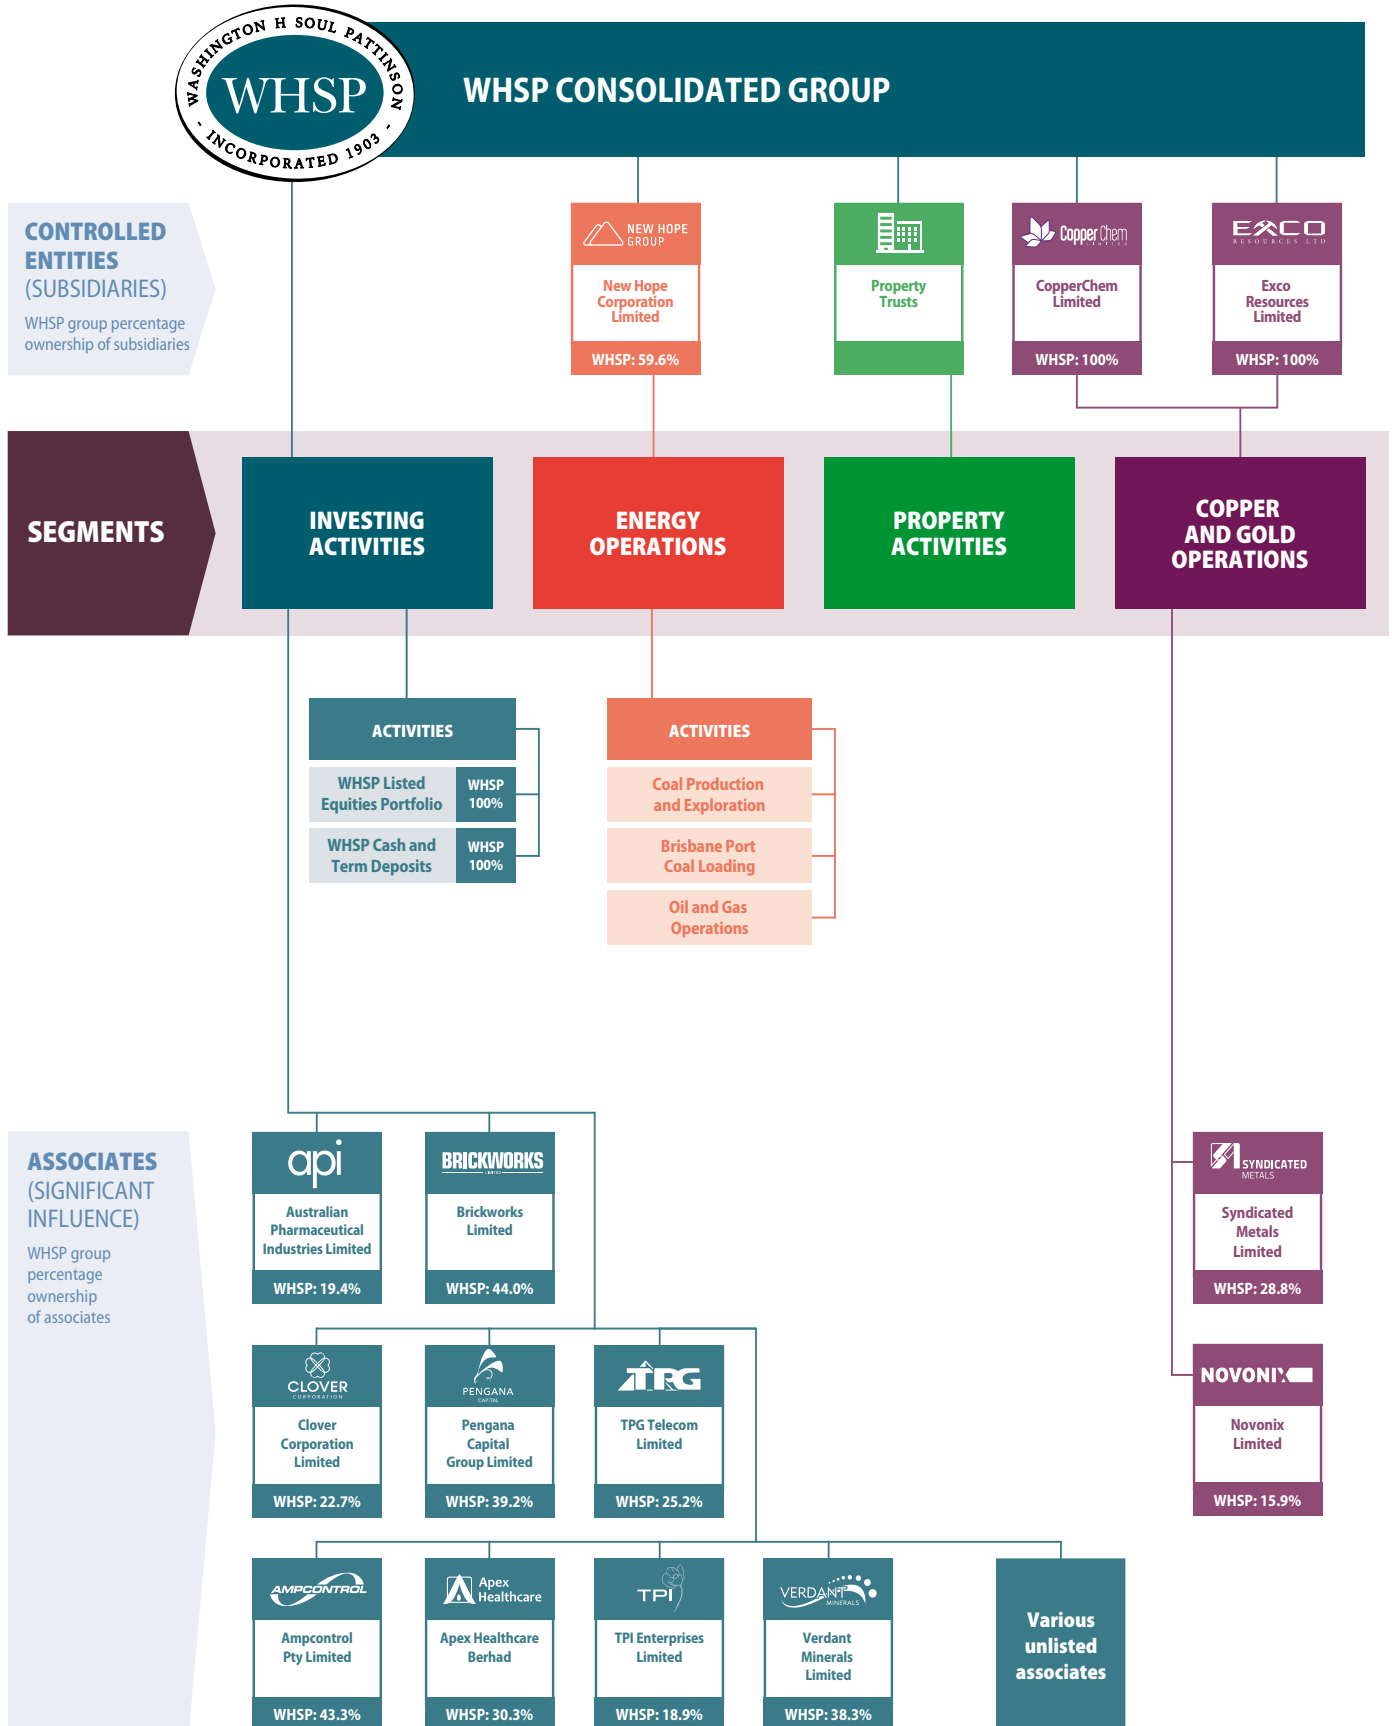 WASHINGTON H SOUL PATTINSON
WHSP
- INCORPORATED 1903 -
WHSP CONSOLIDATED GROUP
CONTROLLED
ENTITIES
(SUBSIDIARIES)
WHSP group percentage
ownership of subsidiaries
NEW HOPE
GROUP
New Hope
Corporation
Limited
WHSP: 59.6%
Property
Trusts
Copper Chem
LIMITED
CopperChem
Limited
WHSP: 100%
EXCO
RESOURCES LTD
Exco
Resources
Limited
WHSP: 100%
SEGMENTS
INVESTING
ACTIVITIES
ENERGY
OPERATIONS
PROPERTY
ACTIVITIES
COPPER
AND GOLD
OPERATIONS
ACTIVITIES
WHSP Listed
Equities Portfolio
WHSP
100%
WHSP Cash and
Term Deposits
WHSP
100%
ACTIVITIES
Coal Production
and Exploration
Brisbane Port
Coal Loading
Oil and Gas
Operations
ASSOCIATES
(SIGNIFICANT
INFLUENCE)
WHSP group
percentage
ownership
of associates
api
Australian
Pharmaceutical
Industries Limited
WHSP: 19.4%
BRICKWORKS
LIMITED
Brickworks
Limited
WHSP: 44.0%
SYNDICATED
METALS
Syndicated
Metals
Limited
WHSP: 28.8%
CLOVER
CORPORATION
Clover
Corporation
Limited
WHSP: 22.7%
PENGANA
CAPITAL
Pengana
Capital
Group Limited
WHSP: 39.2%
TPG
TPG Telecom
Limited
WHSP: 25.2%
NOVONIX
Novonix
Limited
WHSP: 15.9%
AMPCONTROL
Ampcontrol
Pty Limited
WHSP: 43.3%
Apex
Healthcare
Apex Healthcare
Berhad
WHSP: 30.3%
TPI
TPI Enterprises
Limited
WHSP: 18.9%
VERDANT
MINERALS
Verdant
Minerals
Limited
WHSP: 38.3%
Various
unlisted
associates